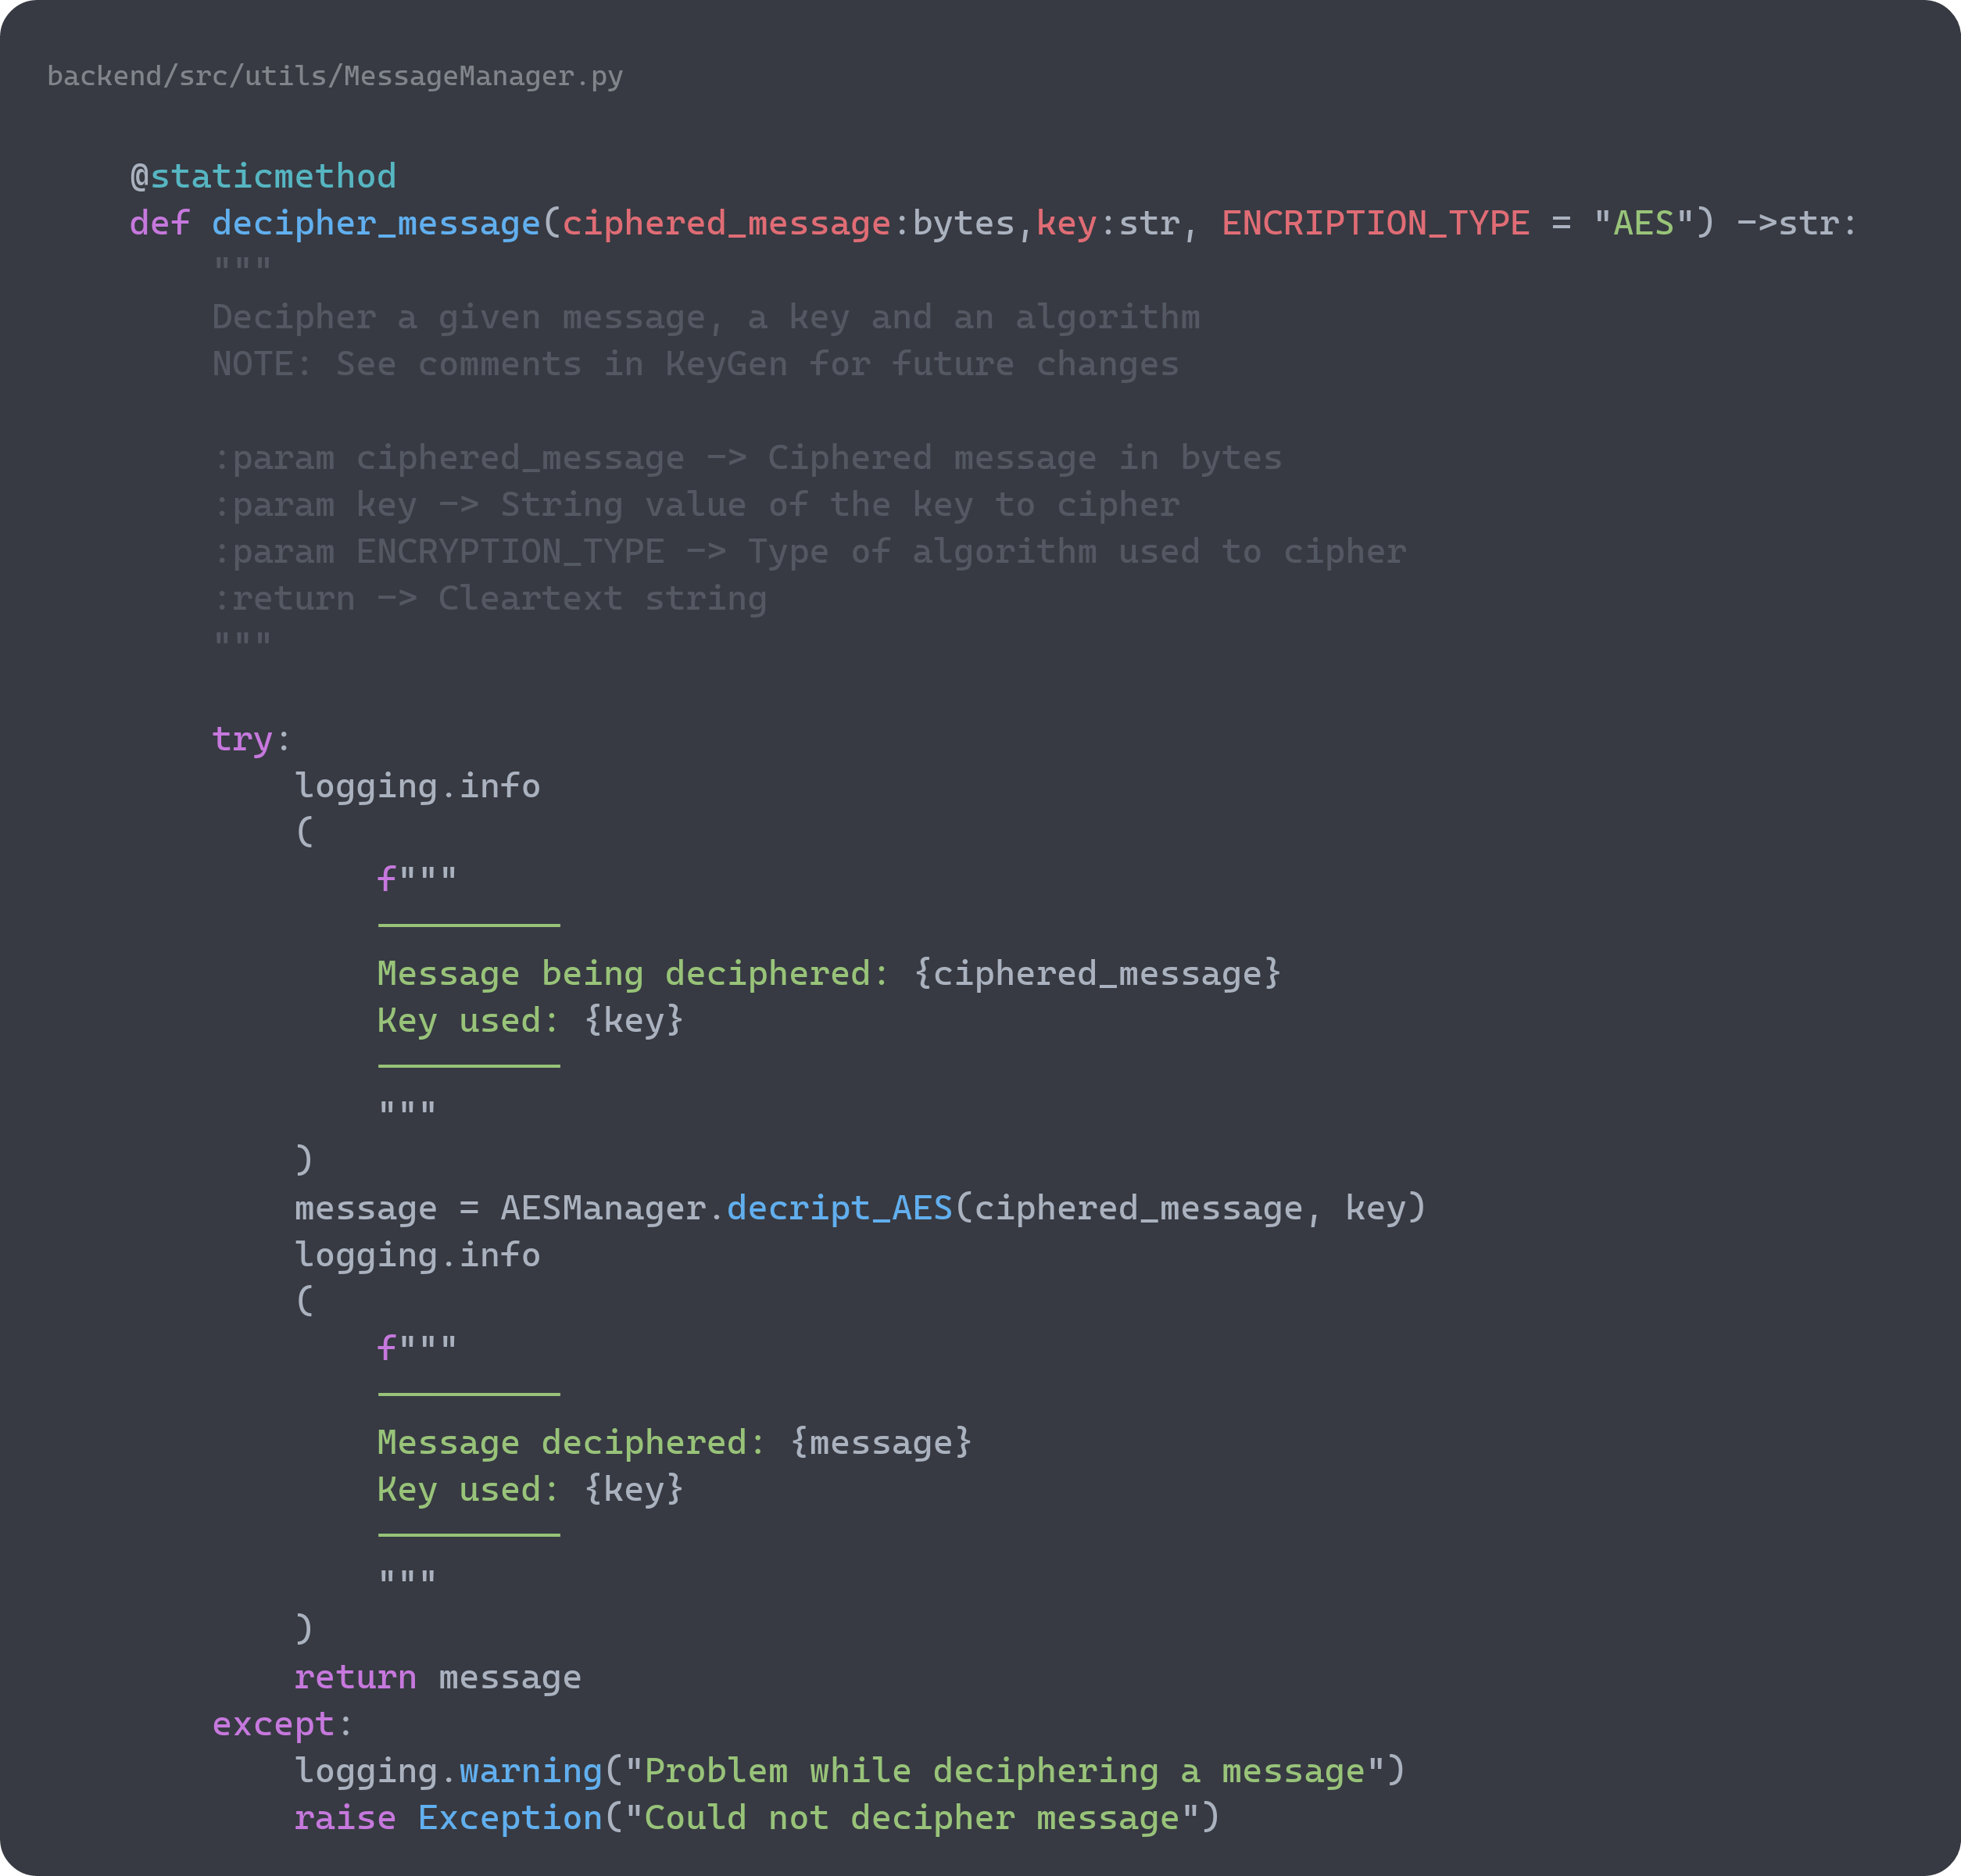 backend/src/utils/MessageManager.py
@staticmethod
def decipher_message(ciphered_message:bytes,key:str, ENCRIPTION_TYPE = "AES") ->str:
"""
Decipher a given message, a key and an algorithm
NOTE: See comments in KeyGen for future changes
:param ciphered_message -> Ciphered message in bytes
:param key -> String value of the key to cipher
:param ENCRYPTION_TYPE -> Type of algorithm used to cipher
:return -> Cleartext string
"""
try:
logging.info
(
f"""
─────────
Message being deciphered: {ciphered_message}
Key used: {key}
─────────
"""
)
message = AESManager.decript_AES(ciphered_message, key)
logging.info
(
f"""
─────────
Message deciphered: {message}
Key used: {key}
─────────
"""
)
return message
except:
logging.warning("Problem while deciphering a message")
raise Exception("Could not decipher message")